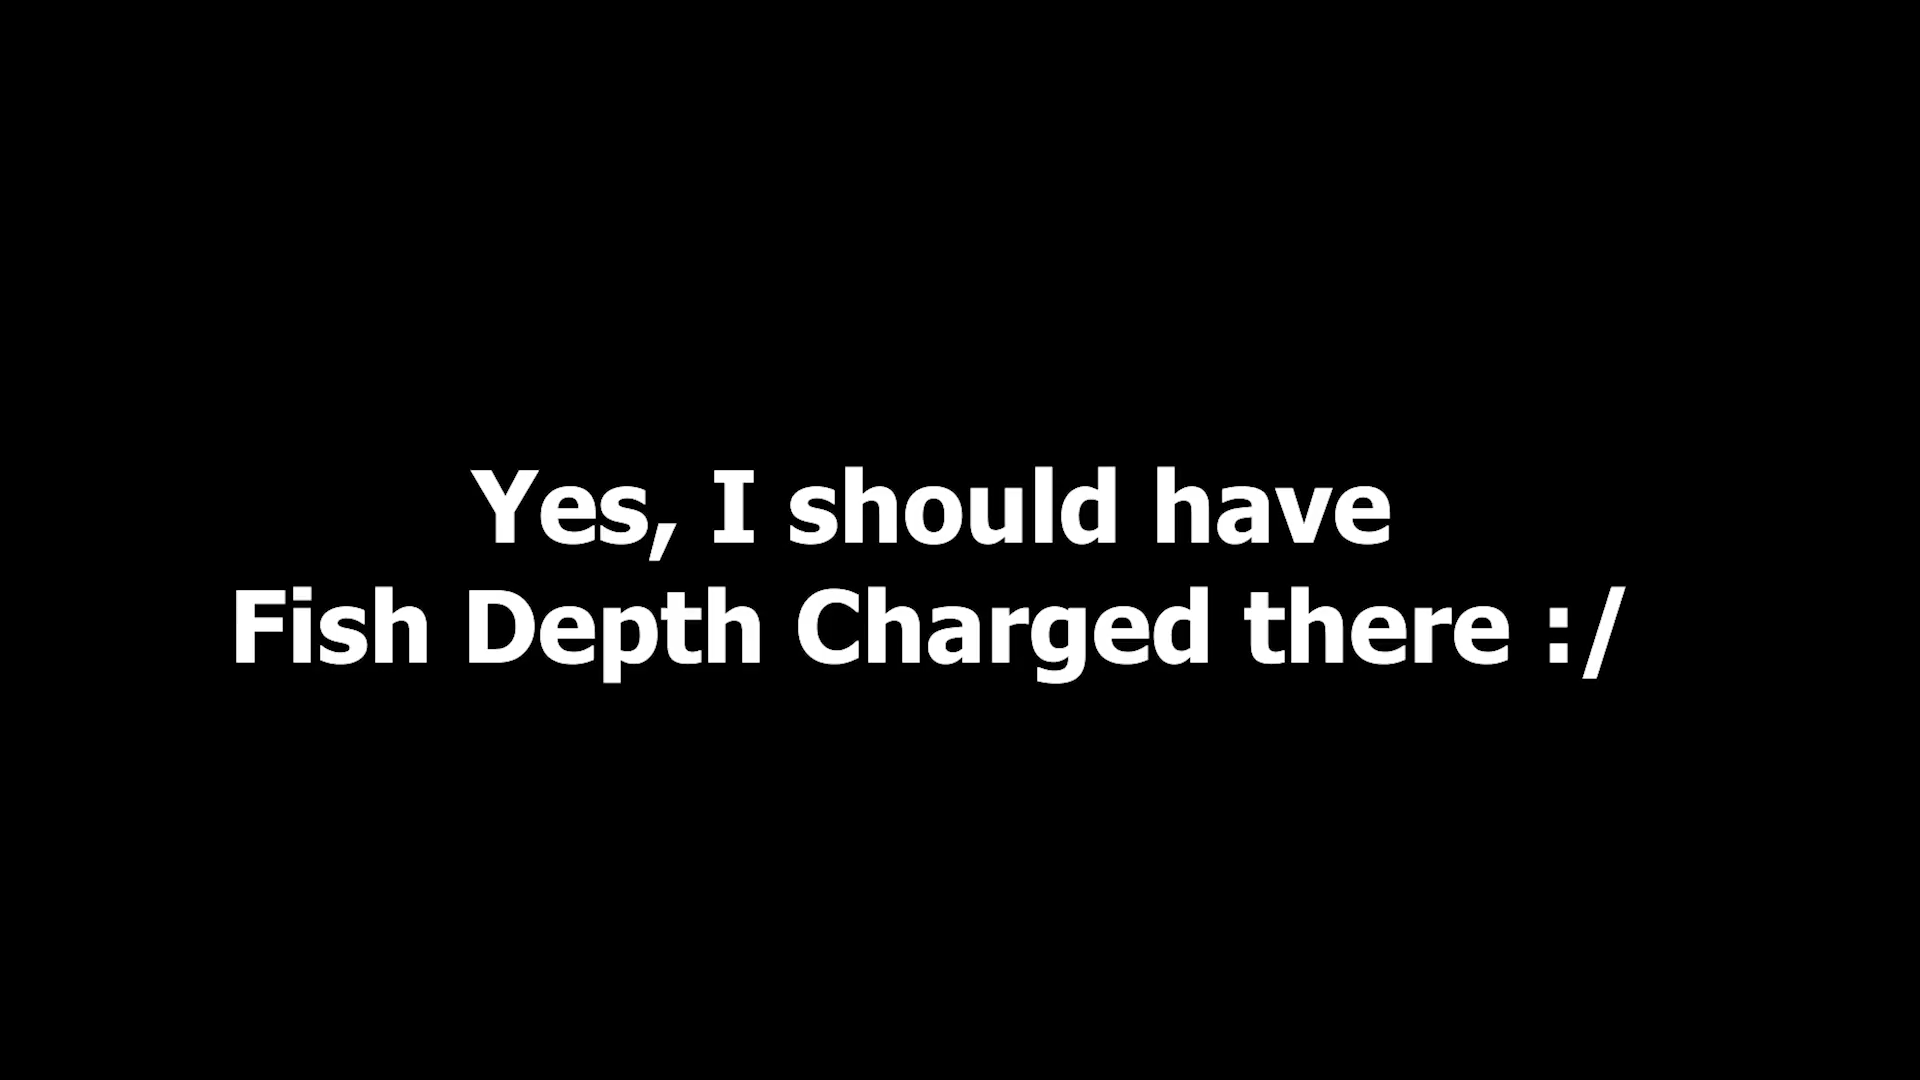 Yes, I should have
Fish Depth Charged there :/